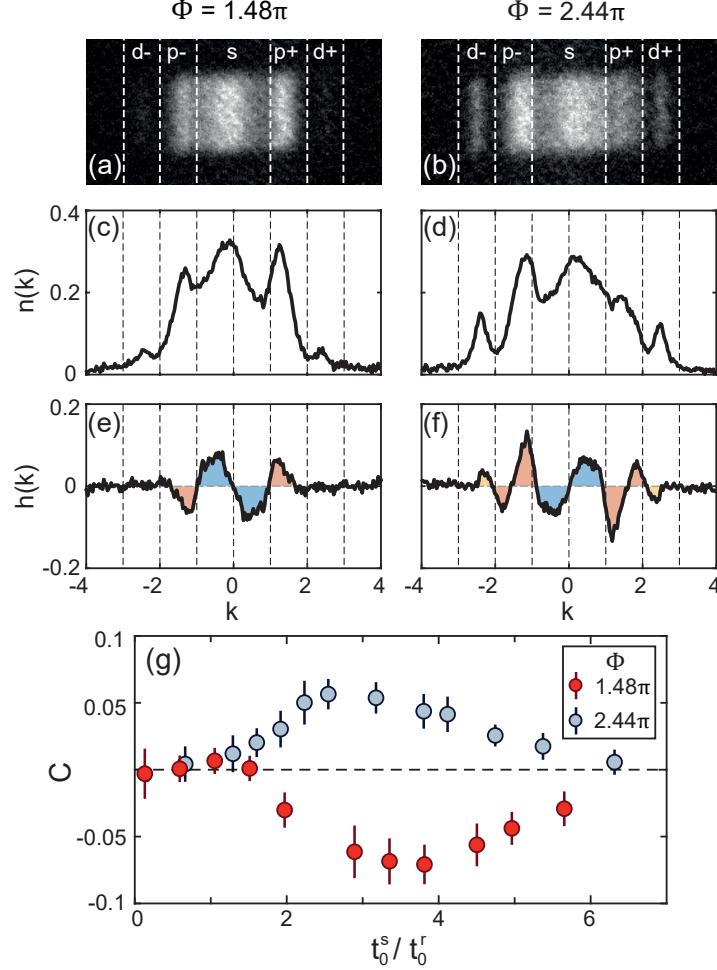 Φ = 1.48π
Φ = 2.44π
d- p- s p+ d+
(a)
d- p- s p+ d+
(b)
0.4
(c)
(d)
n(k)
0.2
0
0.2
(e)
(f)
h(k)
0
-0.2
-4 -2 0 2 4
-4 -2 0 2 4
k
k
0.1
(g)
Φ
1.48π
2.44π
0.05
C
0
-0.05
-0.1
0 2 4 6
t₀ˢ / t₀ʳ